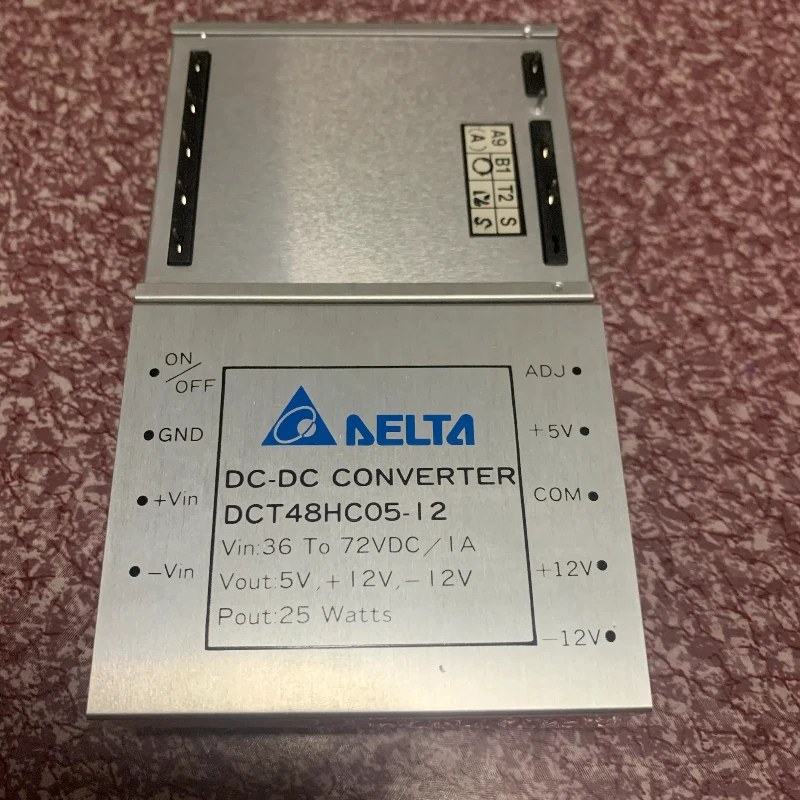 A9 B1 T2 S
(A)
ON/OFF
GND
+Vin
-Vin
DELTA
DC-DC CONVERTER
DCT48HC05-12
Vin:36 To 72VDC/1A
Vout:5V,+12V,-12V
Pout:25 Watts
ADJ
+5V
COM
+12V
-12V